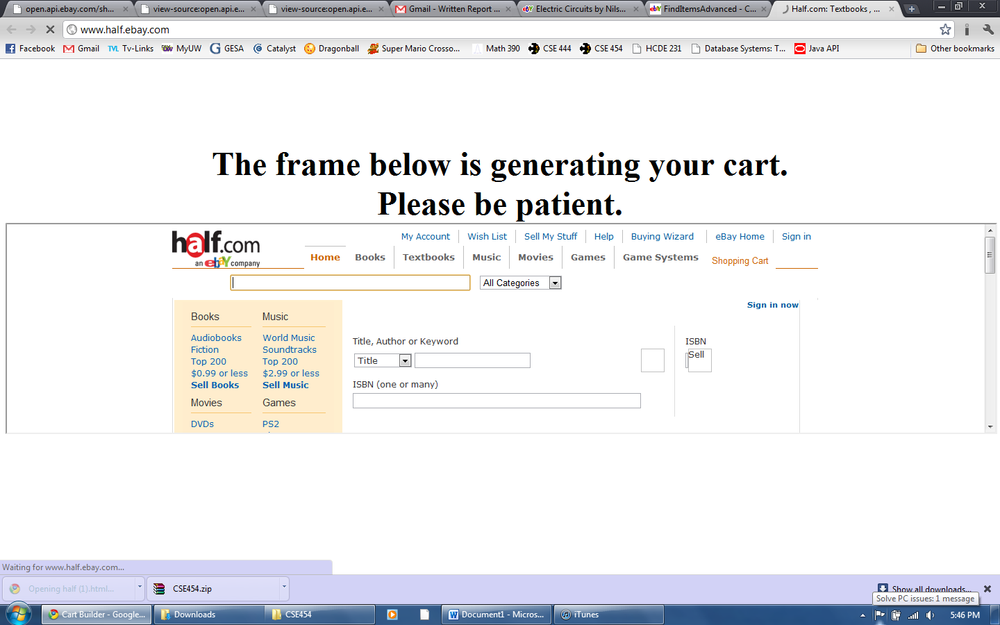 open.api.ebay.com/sh... view-source:open.api.e... view-source:open.api.e... Gmail - Written Report ... Electric Circuits by Nils... FindItemsAdvanced - C... Half.com: Textbooks , ...
www.half.ebay.com
Facebook Gmail Tv-Links MyUW GESA Catalyst Dragonball Super Mario Crosso... Math 390 CSE 444 CSE 454 HCDE 231 Database Systems: T... Java API Other bookmarks
The frame below is generating your cart.
Please be patient.
half.com
an ebay company
My Account Wish List Sell My Stuff Help Buying Wizard eBay Home Sign in
Home Books Textbooks Music Movies Games Game Systems Shopping Cart
All Categories
Sign in now
Books Music
Audiobooks World Music
Fiction Soundtracks
Top 200 Top 200
$0.99 or less $2.99 or less
Sell Books Sell Music
Movies Games
DVDs PS2
Title, Author or Keyword
Title
ISBN (one or many)
ISBN
Sell
Waiting for www.half.ebay.com...
Opening half (1).html... CSE454.zip Show all downloads...
Solve PC issues: 1 message
Cart Builder - Google... Downloads CSE454 Document1 - Micros... iTunes 5:46 PM